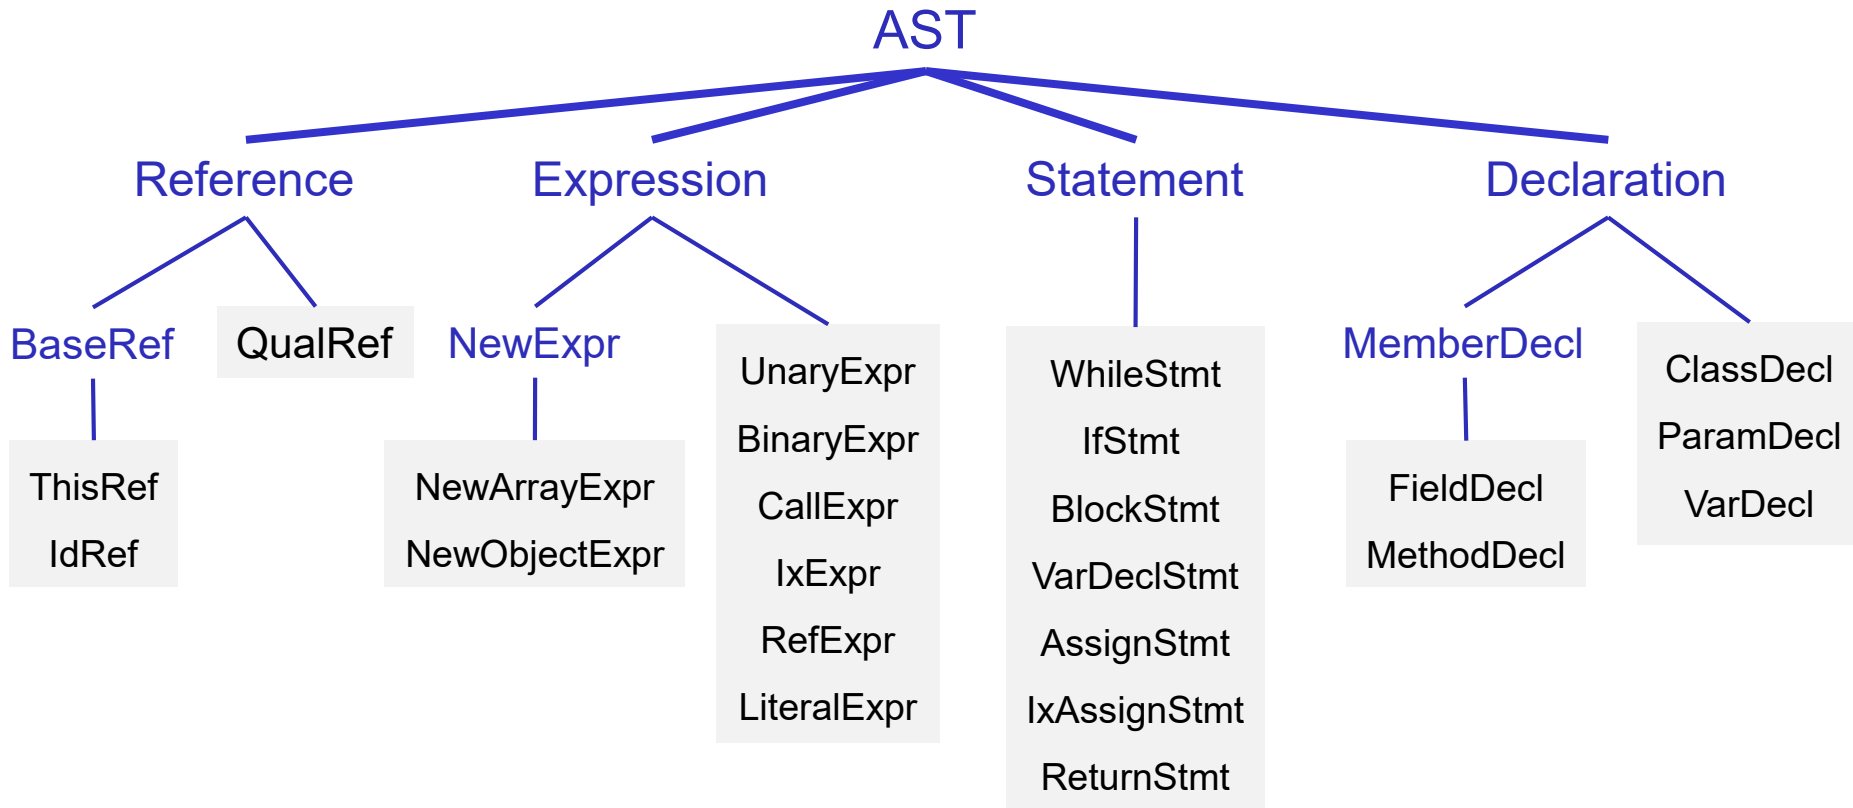 AST
Reference
Expression
Statement
Declaration
BaseRef
QualRef
NewExpr
MemberDecl
ThisRef
IdRef
NewArrayExpr
NewObjectExpr
UnaryExpr
BinaryExpr
CallExpr
IxExpr
RefExpr
LiteralExpr
WhileStmt
IfStmt
BlockStmt
VarDeclStmt
AssignStmt
IxAssignStmt
ReturnStmt
FieldDecl
MethodDecl
ClassDecl
ParamDecl
VarDecl